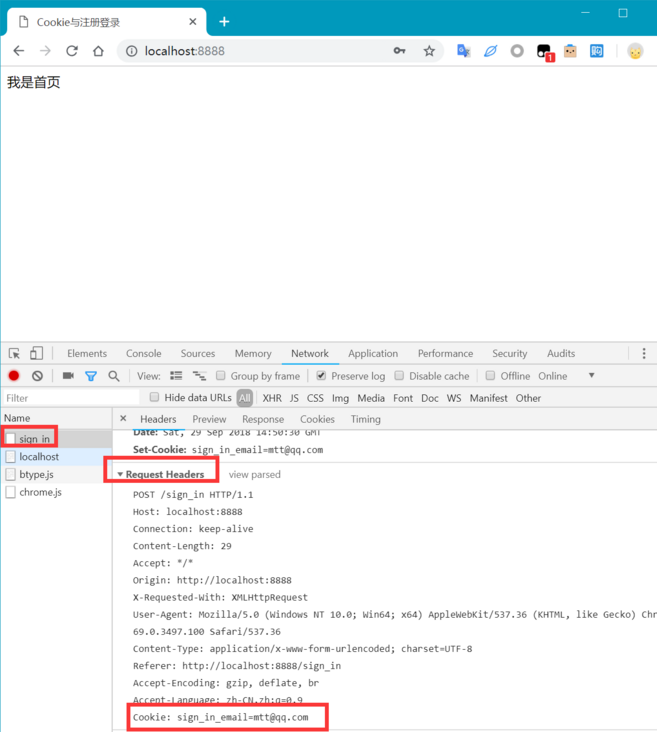 Cookie与注册登录
localhost:8888
1
我是首页
Elements Console Sources Memory Network Application Performance Security Audits
View: Group by frame Preserve log Disable cache Offline Online
Filter Hide data URLs All XHR JS CSS Img Media Font Doc WS Manifest Other
Name Headers Preview Response Cookies Timing
sign_in
localhost
btype.js
chrome.js
Date: Sat, 29 Sep 2018 14:50:30 GMT
Set-Cookie: sign_in_email=mtt@qq.com
Request Headers view parsed
POST /sign_in HTTP/1.1
Host: localhost:8888
Connection: keep-alive
Content-Length: 29
Accept: */*
Origin: http://localhost:8888
X-Requested-With: XMLHttpRequest
User-Agent: Mozilla/5.0 (Windows NT 10.0; Win64; x64) AppleWebKit/537.36 (KHTML, like Gecko) Chr
69.0.3497.100 Safari/537.36
Content-Type: application/x-www-form-urlencoded; charset=UTF-8
Referer: http://localhost:8888/sign_in
Accept-Encoding: gzip, deflate, br
Accept-Language: zh-CN,zh;q=0.9
Cookie: sign_in_email=mtt@qq.com